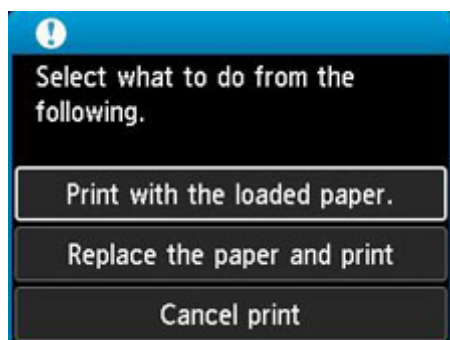 Select what to do from the
following.
Print with the loaded paper.
Replace the paper and print
Cancel print